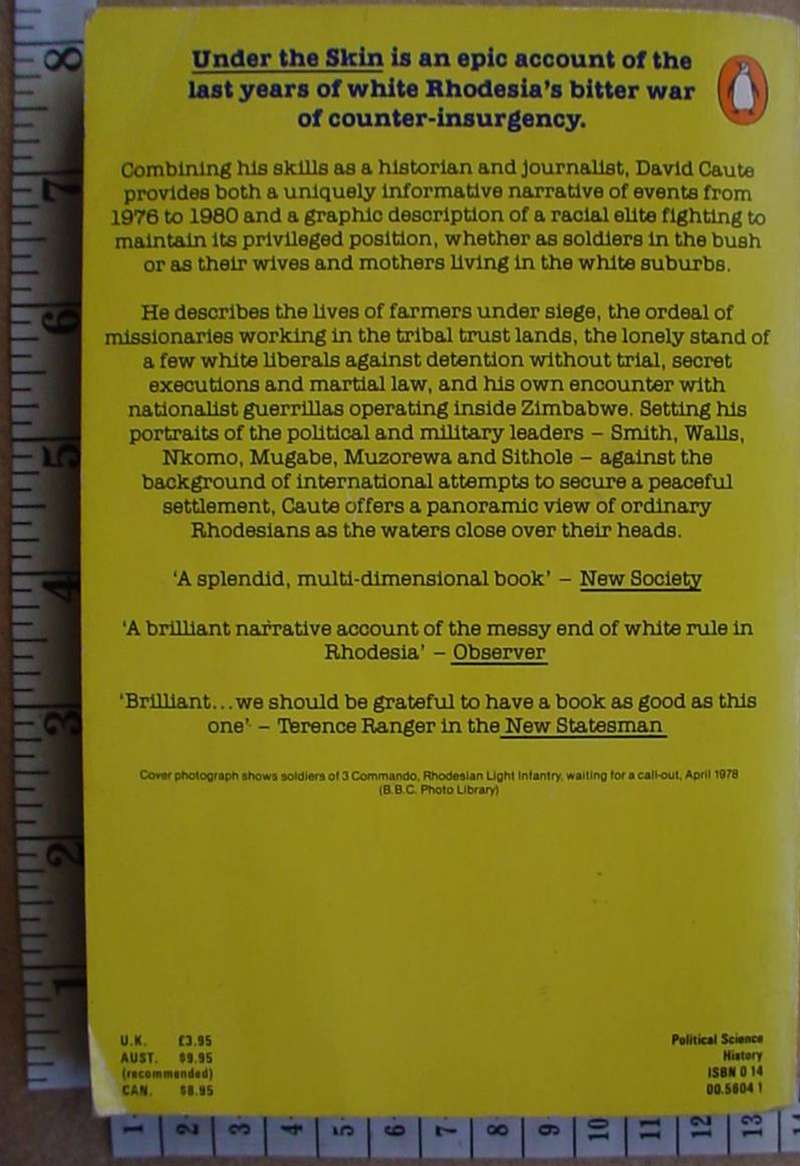 Under the Skin is an epic account of the
last years of white Rhodesia's bitter war
of counter-insurgency.
Combining his skills as a historian and journalist, David Caute
provides both a uniquely informative narrative of events from
1976 to 1980 and a graphic description of a racial elite fighting to
maintain its privileged position, whether as soldiers in the bush
or as their wives and mothers living in the white suburbs.
He describes the lives of farmers under siege, the ordeal of
missionaries working in the tribal trust lands, the lonely stand of
a few white liberals against detention without trial, secret
executions and martial law, and his own encounter with
nationalist guerrillas operating inside Zimbabwe. Setting his
portraits of the political and military leaders – Smith, Walls,
Nkomo, Mugabe, Muzorewa and Sithole – against the
background of international attempts to secure a peaceful
settlement, Caute offers a panoramic view of ordinary
Rhodesians as the waters close over their heads.
'A splendid, multi-dimensional book' – New Society
'A brilliant narrative account of the messy end of white rule in
Rhodesia' – Observer
'Brilliant...we should be grateful to have a book as good as this
one' – Terence Ranger in the New Statesman
Cover photograph shows soldiers of 3 Commando, Rhodesian Light Infantry, waiting for a call-out, April 1978
(B.B.C. Photo Library)
U.K. £3.95
AUST. $9.95
(recommended)
CAN. $8.95
Political Science
History
ISBN 0 14
00.5604 1
8
7
6
5
4
3
2
1
1 2 3 4 5 6 7 8 9 10 11 12 13